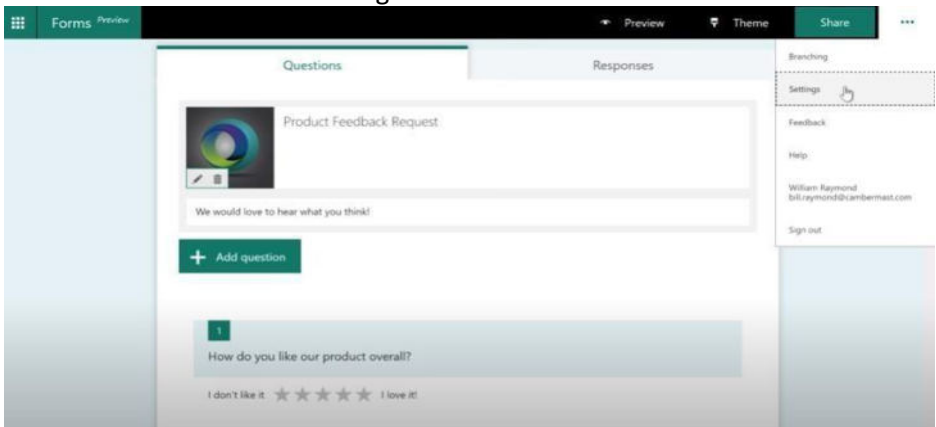 Forms Preview
Preview
Theme
Share
Questions
Responses
Branching
Settings
Feedback
Help
William Raymond
bill.raymond@cambermast.com
Sign out
Product Feedback Request
We would love to hear what you think!
+ Add question
1
How do you like our product overall?
I don't like it ★ ★ ★ ★ ★ I love it!